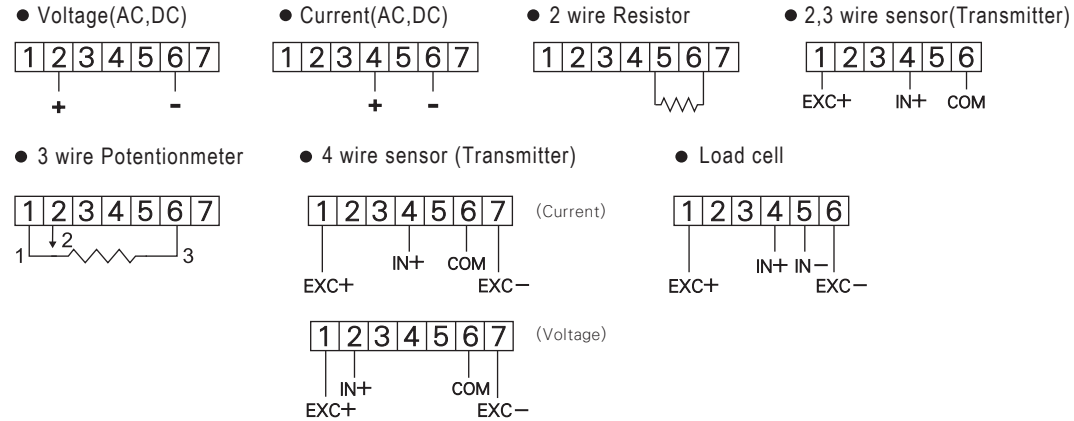 ● Voltage(AC,DC)
1 2 3 4 5 6 7
+ -
● Current(AC,DC)
1 2 3 4 5 6 7
+ -
● 2 wire Resistor
1 2 3 4 5 6 7
● 2,3 wire sensor(Transmitter)
1 2 3 4 5 6
EXC+ IN+ COM
● 3 wire Potentionmeter
1 2 3 4 5 6 7
1 2 3
● 4 wire sensor (Transmitter)
1 2 3 4 5 6 7 (Current)
IN+ COM
EXC+ EXC-
1 2 3 4 5 6 7 (Voltage)
IN+ COM
EXC+ EXC-
● Load cell
1 2 3 4 5 6
IN+ IN-
EXC+ EXC-